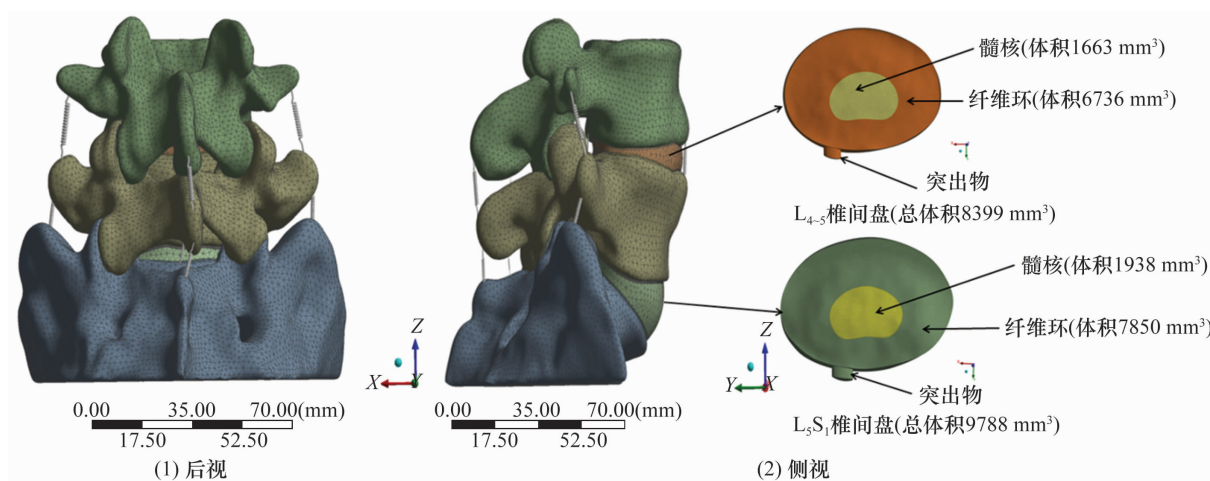 髓核(体积1663 mm³)
纤维环(体积6736 mm³)
突出物
L₄~₅椎间盘(总体积8399 mm³)
髓核(体积1938 mm³)
纤维环(体积7850 mm³)
突出物
L₅S₁椎间盘(总体积9788 mm³)
Z
X Y
0.00 35.00 70.00(mm)
17.50 52.50
(1) 后视
Z
Y X
0.00 35.00 70.00(mm)
17.50 52.50
(2) 侧视